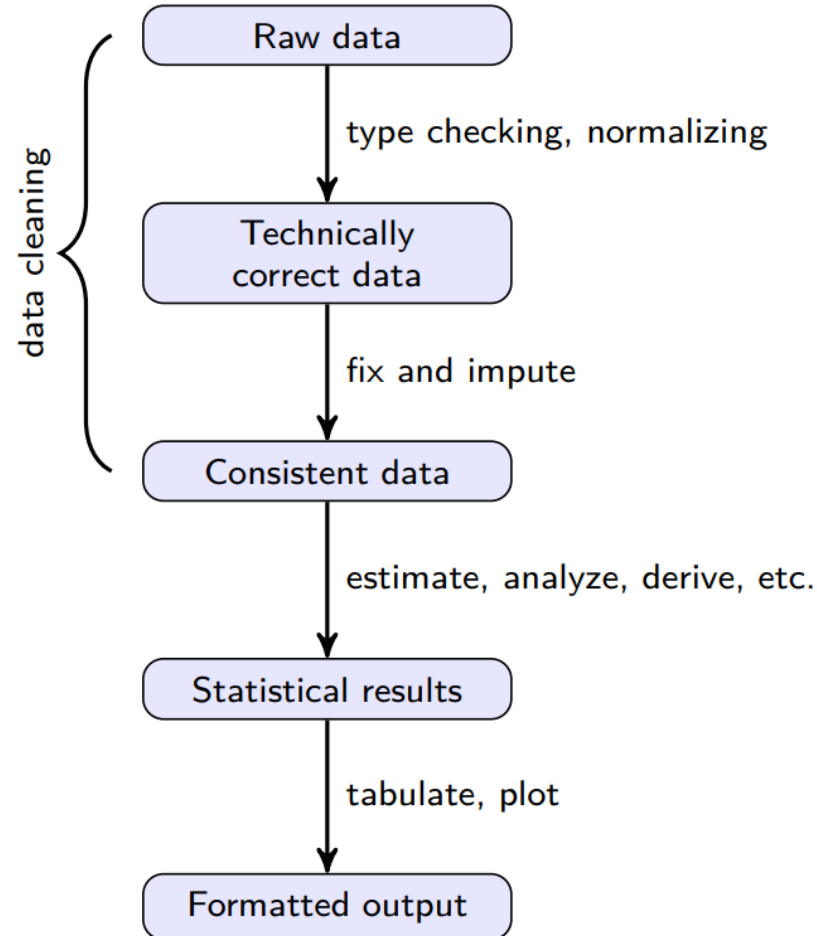 Raw data
type checking, normalizing
Technically
correct data
data cleaning
fix and impute
Consistent data
estimate, analyze, derive, etc.
Statistical results
tabulate, plot
Formatted output